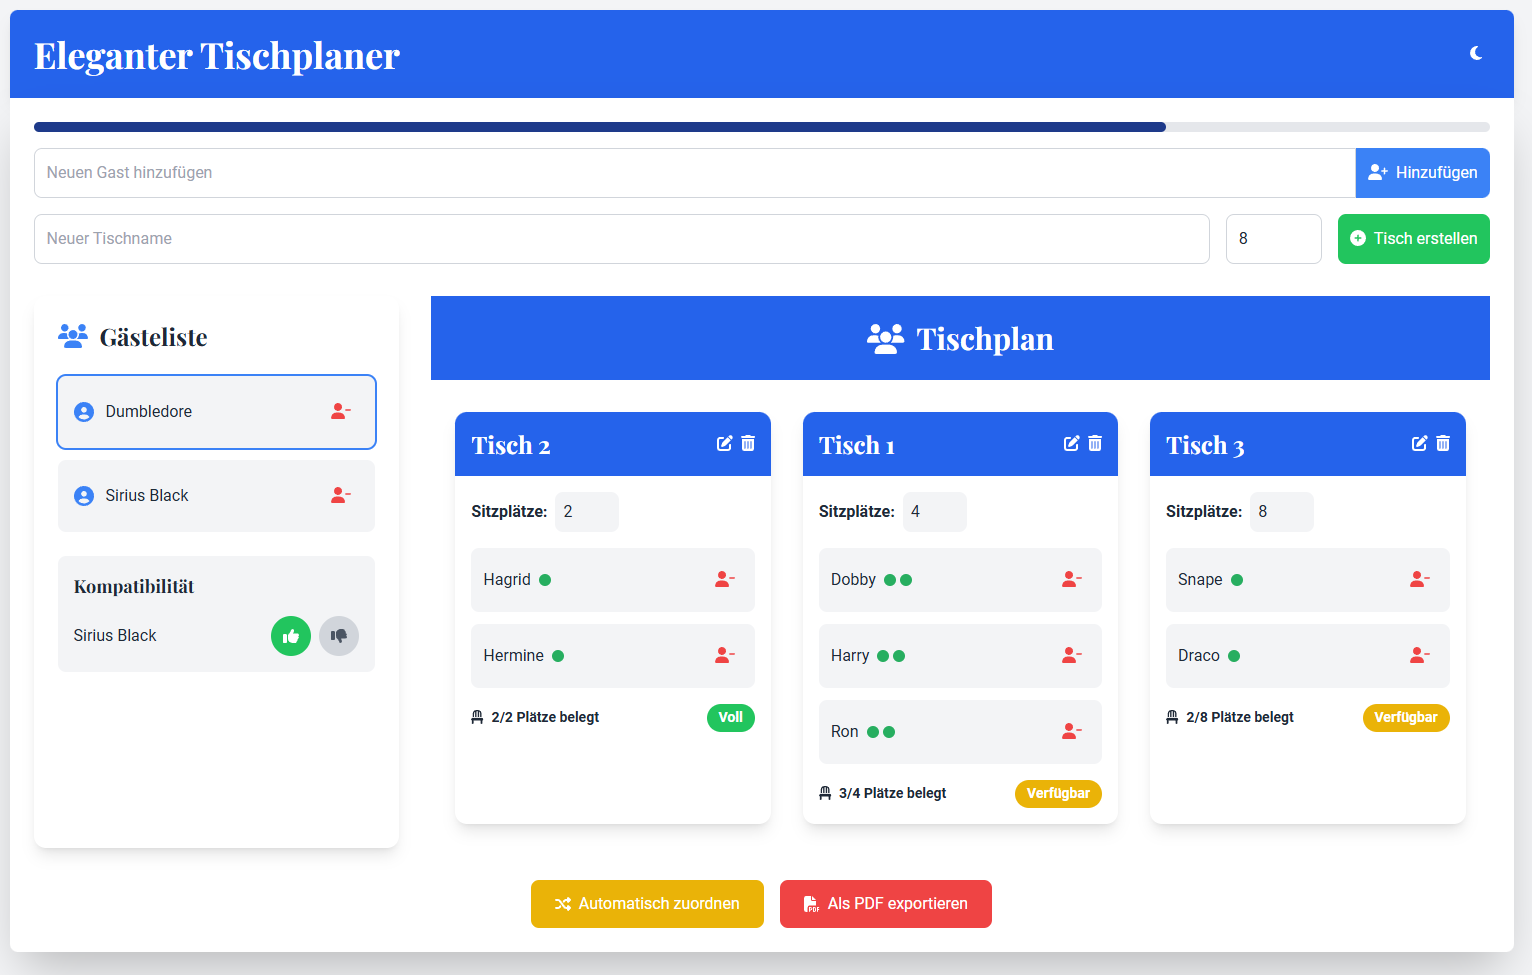 Eleganter Tischplaner
Neuen Gast hinzufügen
Hinzufügen
Neuer Tischname
8
Tisch erstellen
Gästeliste
Dumbledore
Sirius Black
Kompatibilität
Sirius Black
Tischplan
Tisch 2
Sitzplätze: 2
Hagrid
Hermine
2/2 Plätze belegt
Voll
Tisch 1
Sitzplätze: 4
Dobby
Harry
Ron
3/4 Plätze belegt
Verfügbar
Tisch 3
Sitzplätze: 8
Snape
Draco
2/8 Plätze belegt
Verfügbar
Automatisch zuordnen
PDF
Als PDF exportieren